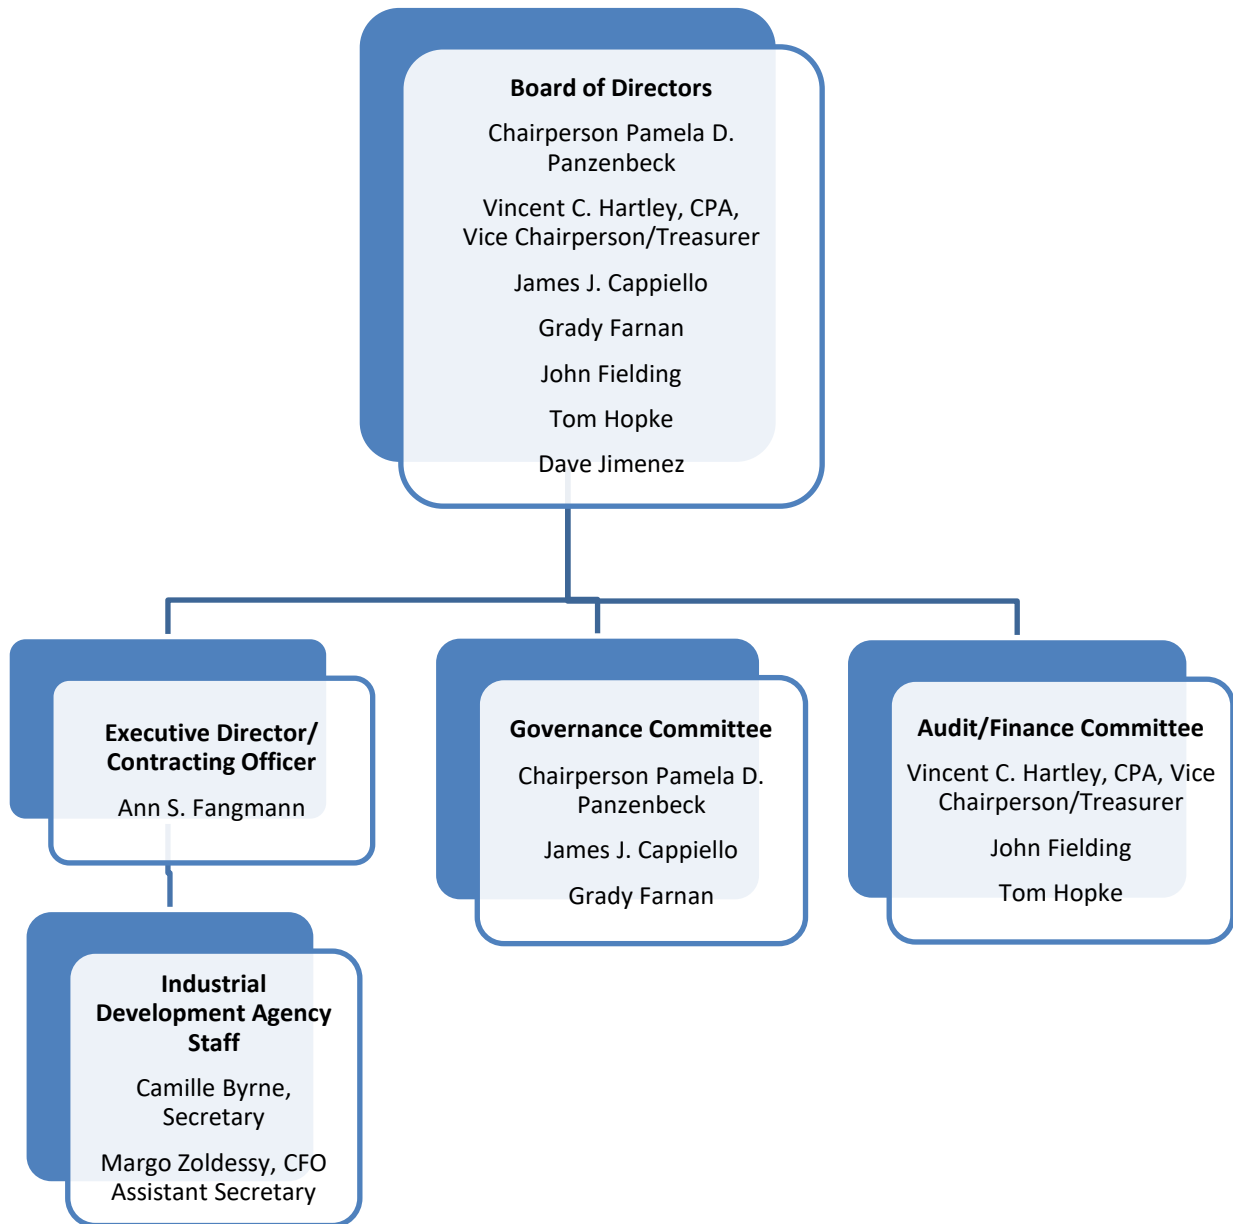 Board of Directors
Chairperson Pamela D.
Panzenbeck
Vincent C. Hartley, CPA,
Vice Chairperson/Treasurer
James J. Cappiello
Grady Farnan
John Fielding
Tom Hopke
Dave Jimenez
Executive Director/
Contracting Officer
Ann S. Fangmann
Governance Committee
Chairperson Pamela D.
Panzenbeck
James J. Cappiello
Grady Farnan
Audit/Finance Committee
Vincent C. Hartley, CPA, Vice
Chairperson/Treasurer
John Fielding
Tom Hopke
Industrial
Development Agency
Staff
Camille Byrne,
Secretary
Margo Zoldessy, CFO
Assistant Secretary